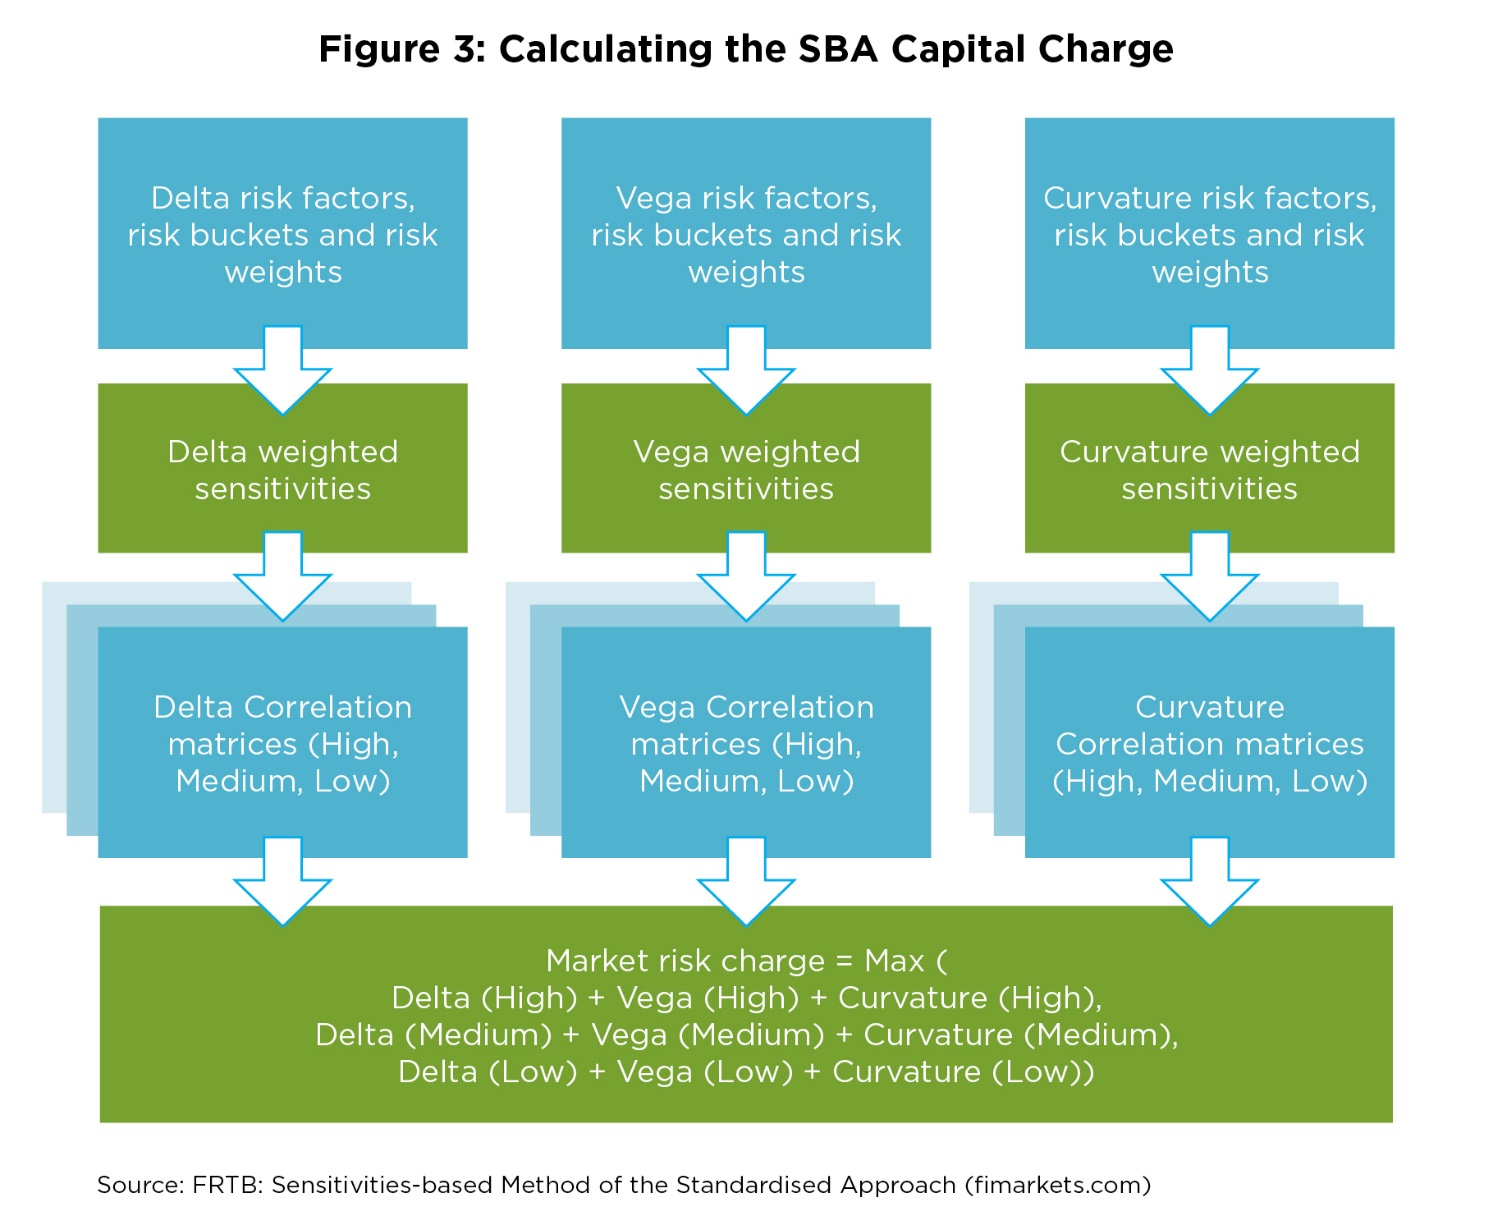 Figure 3: Calculating the SBA Capital Charge
Delta risk factors,
risk buckets and risk
weights
Vega risk factors,
risk buckets and risk
weights
Curvature risk factors,
risk buckets and risk
weights
Delta weighted
sensitivities
Vega weighted
sensitivities
Curvature weighted
sensitivities
Delta Correlation
matrices (High,
Medium, Low)
Vega Correlation
matrices (High,
Medium, Low)
Curvature
Correlation matrices
(High, Medium, Low)
Market risk charge = Max (
Delta (High) + Vega (High) + Curvature (High),
Delta (Medium) + Vega (Medium) + Curvature (Medium),
Delta (Low) + Vega (Low) + Curvature (Low))
Source: FRTB: Sensitivities-based Method of the Standardised Approach (fimarkets.com)